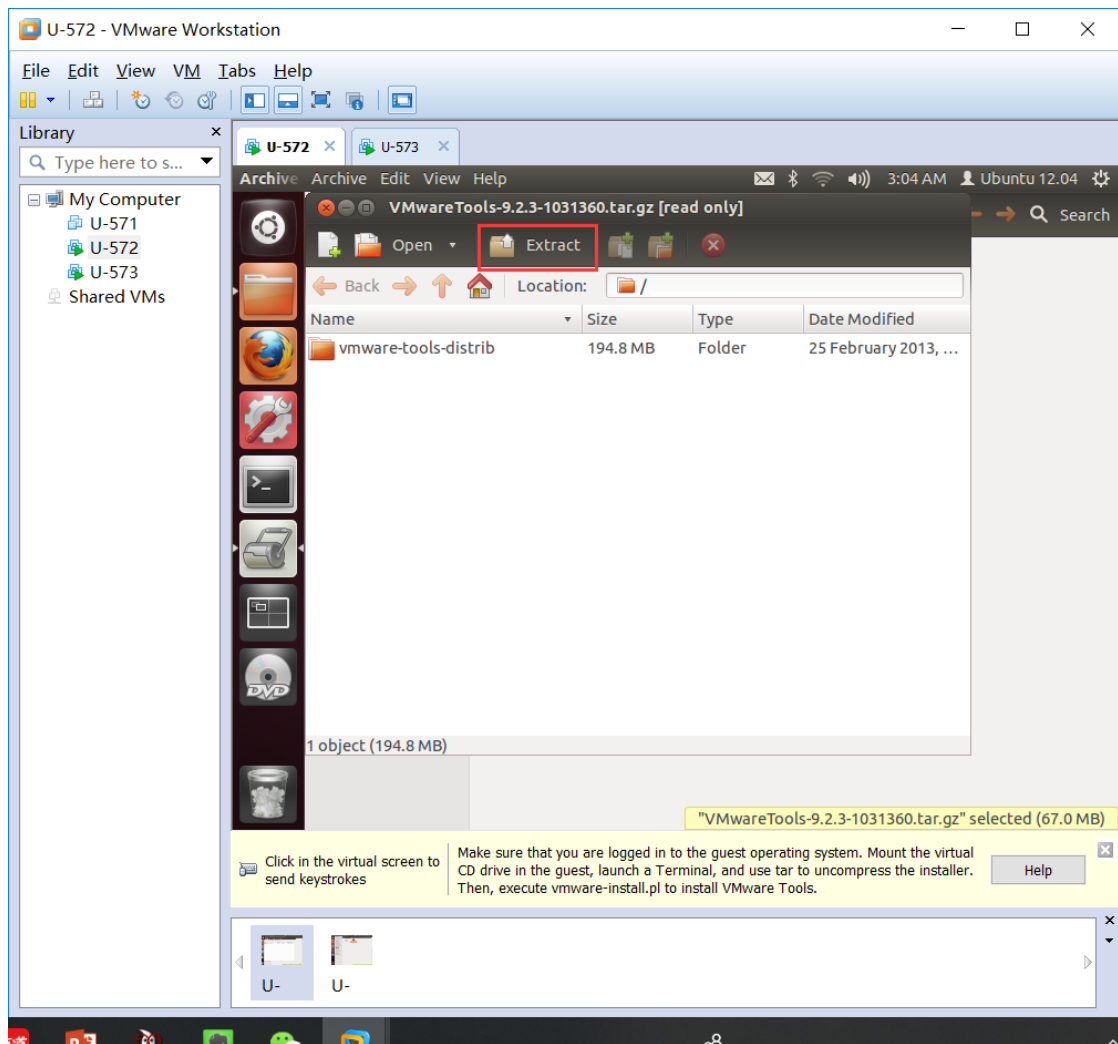 U-572 - VMware Workstation
File Edit View VM Tabs Help
Library
Type here to s...
My Computer
U-571
U-572
U-573
Shared VMs
U-572 U-573
Archive Archive Edit View Help 3:04 AM Ubuntu 12.04
VMwareTools-9.2.3-1031360.tar.gz [read only]
Search
Open Extract
Back Location: /
Name Size Type Date Modified
vmware-tools-distrib 194.8 MB Folder 25 February 2013, ...
DVD
1 object (194.8 MB)
"VMwareTools-9.2.3-1031360.tar.gz" selected (67.0 MB)
Click in the virtual screen to
send keystrokes
Make sure that you are logged in to the guest operating system. Mount the virtual
CD drive in the guest, launch a Terminal, and use tar to uncompress the installer.
Then, execute vmware-install.pl to install VMware Tools.
Help
U- U-